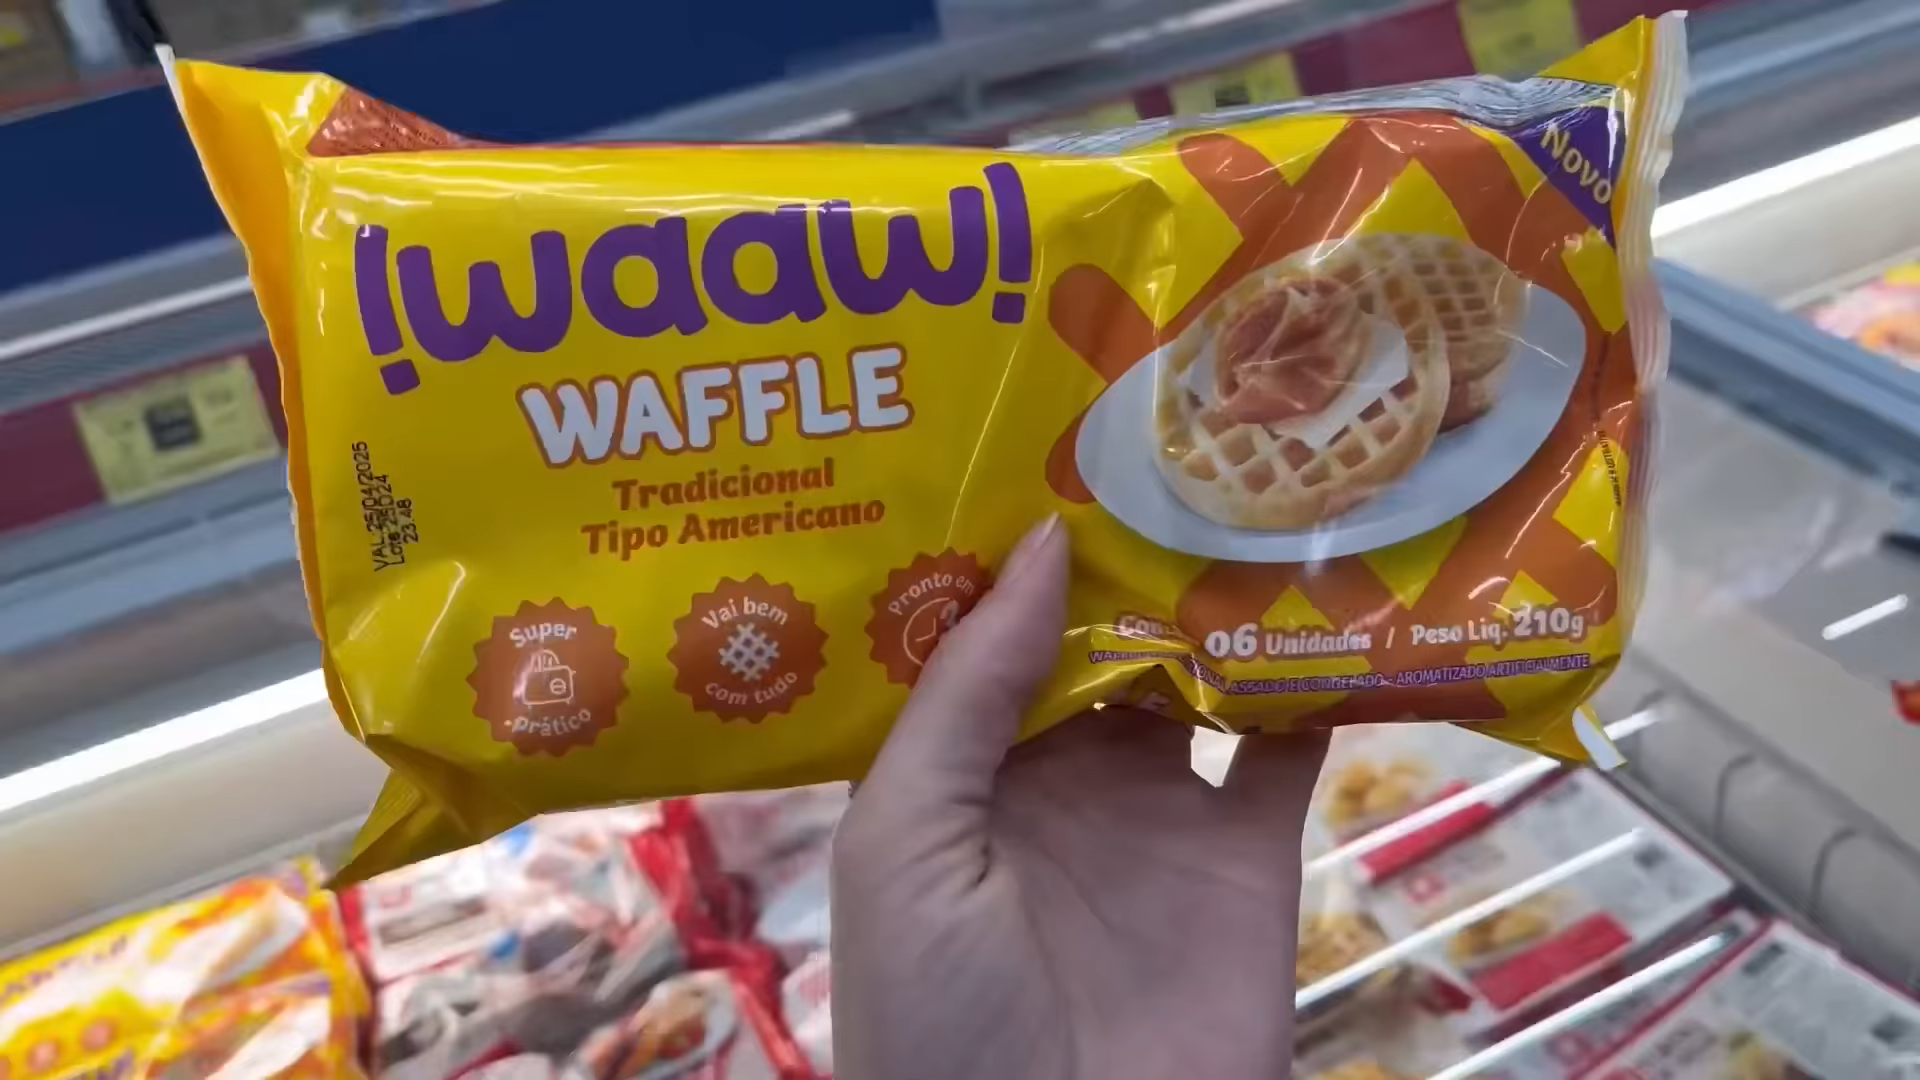 Novo
!waaw!
WAFFLE
Tradicional
Tipo Americano
VAL:25/04/2025
23:48
Super
Prático
Vai bem
com tudo
Pronto em
06 Unidades / Peso Liq. 210g
ASSADO E CONGELADO - AROMATIZADO ARTIFICIALMENTE